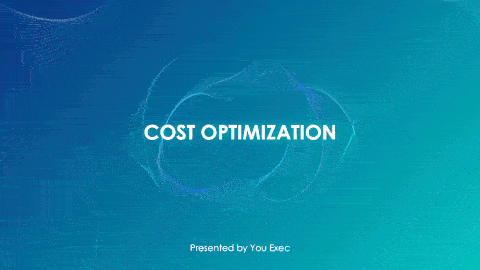 COST OPTIMIZATION
Presented by You Exec